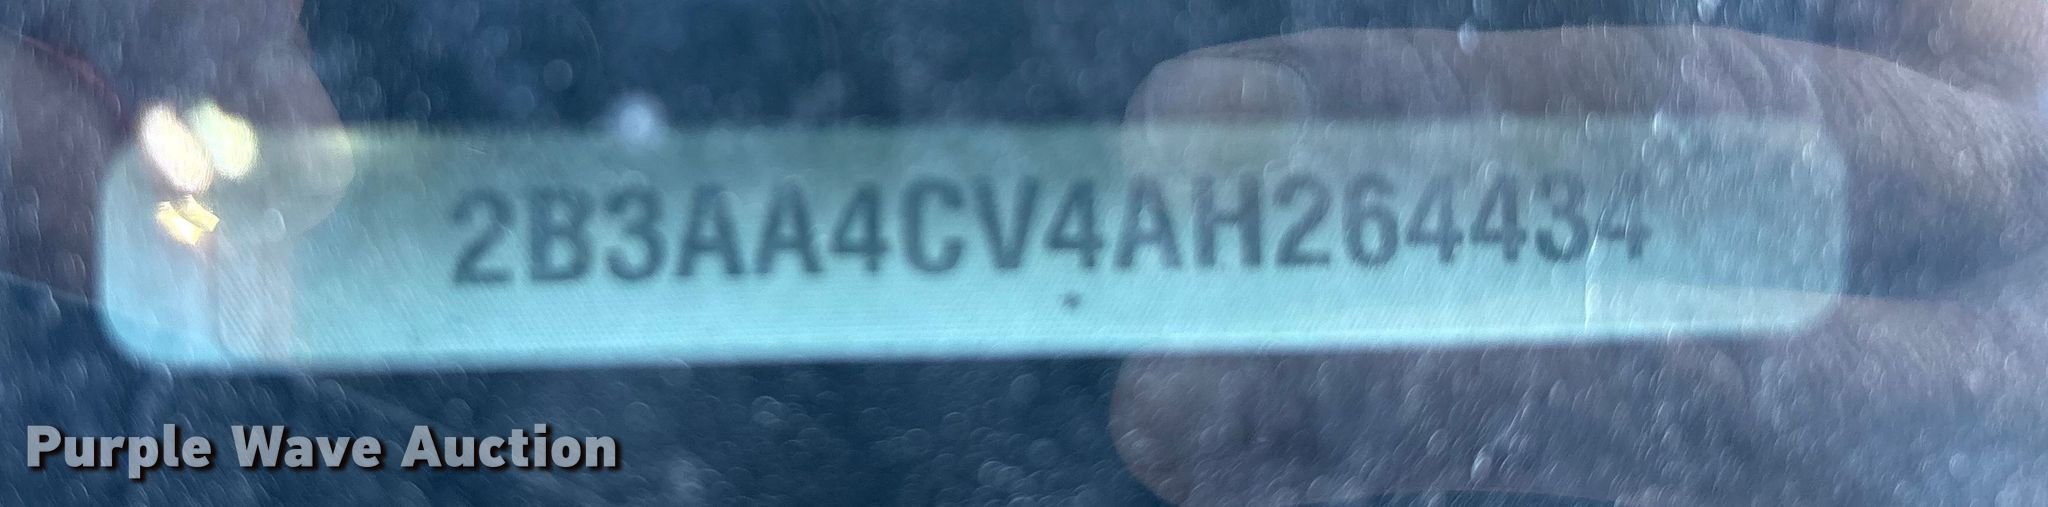 2B3AA4CV4AH264434
Purple Wave Auction